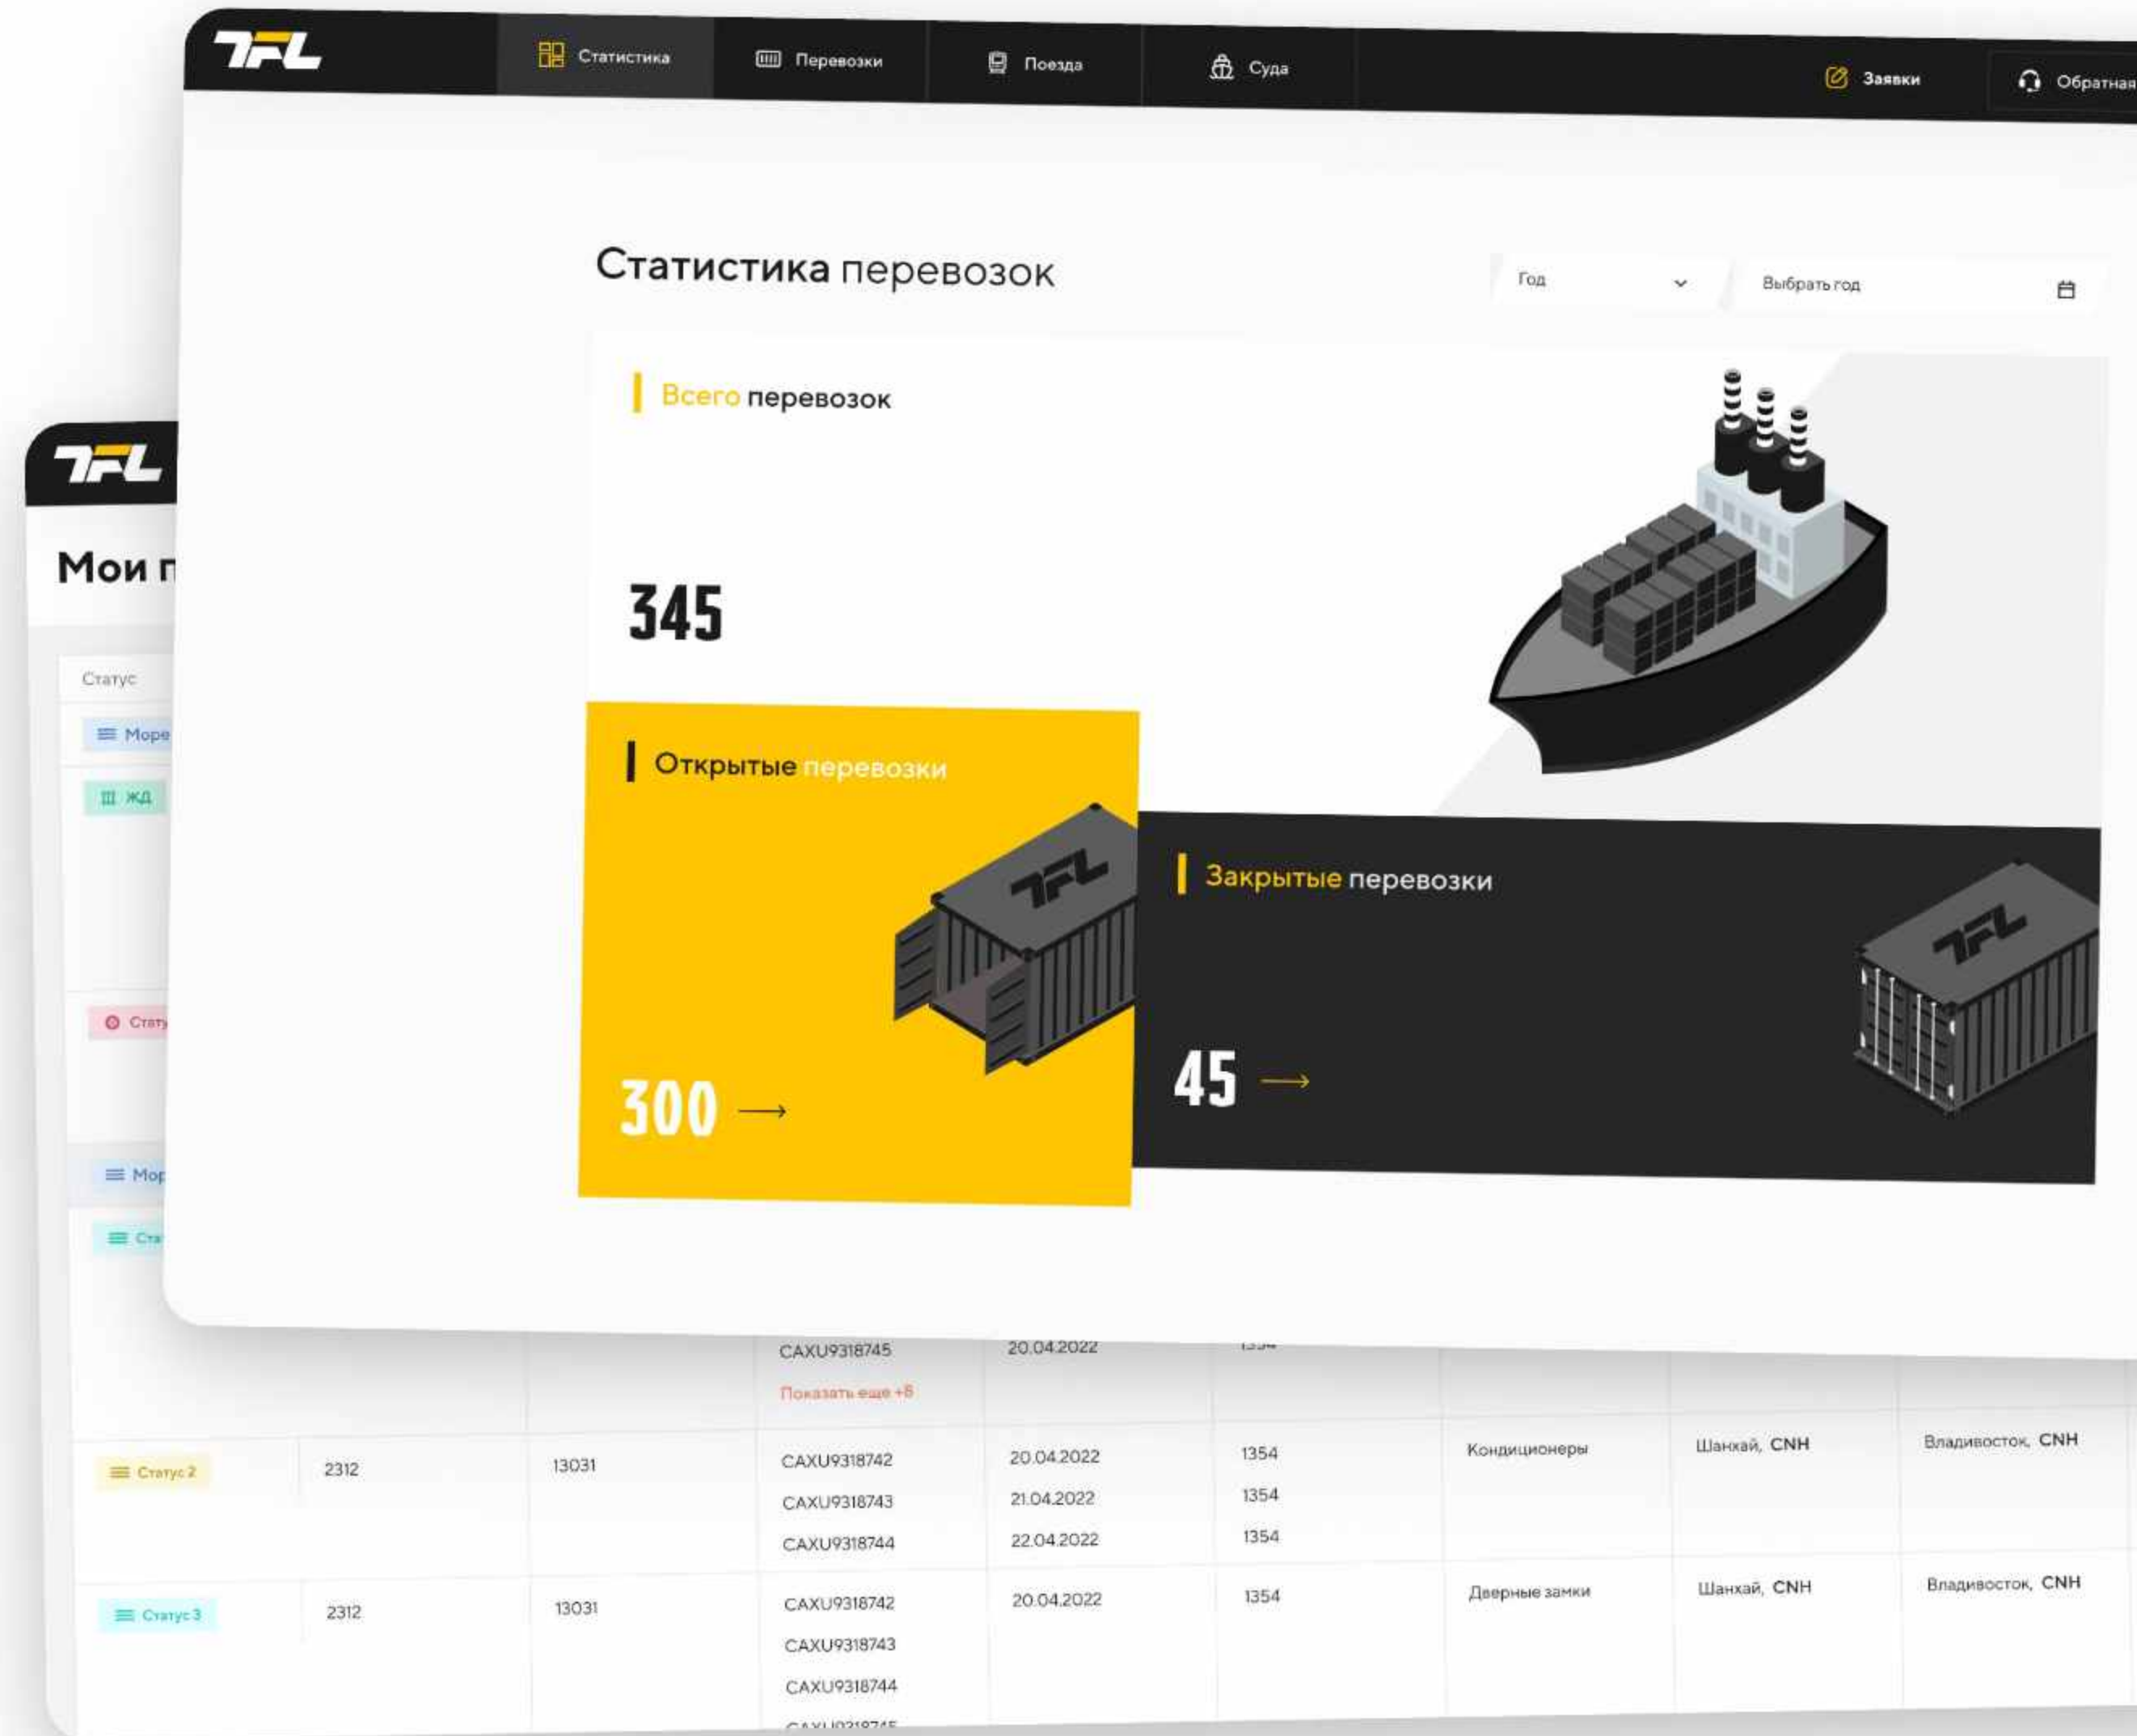 TFL
Статистика
Перевозки
Поезда
Суда
Заявки
Обратная
Статистика перевозок
Год
Выбрать год
Всего перевозок
345
Открытые перевозки
TFL
300
Закрытые перевозки
TFL
45
TFL
Мои
Статус
Море
ЖД
CAXU9318745 20.04.2022
Показать еще +8
Статус 2 2312 13031 CAXU9318742 20.04.2022 1354 Кондиционеры Шанхай, CNH Владивосток, CNH
CAXU9318743 21.04.2022 1354
CAXU9318744 22.04.2022 1354
Статус 3 2312 13031 CAXU9318742 20.04.2022 1354 Дверные замки Шанхай, CNH Владивосток, CNH
CAXU9318743
CAXU9318744